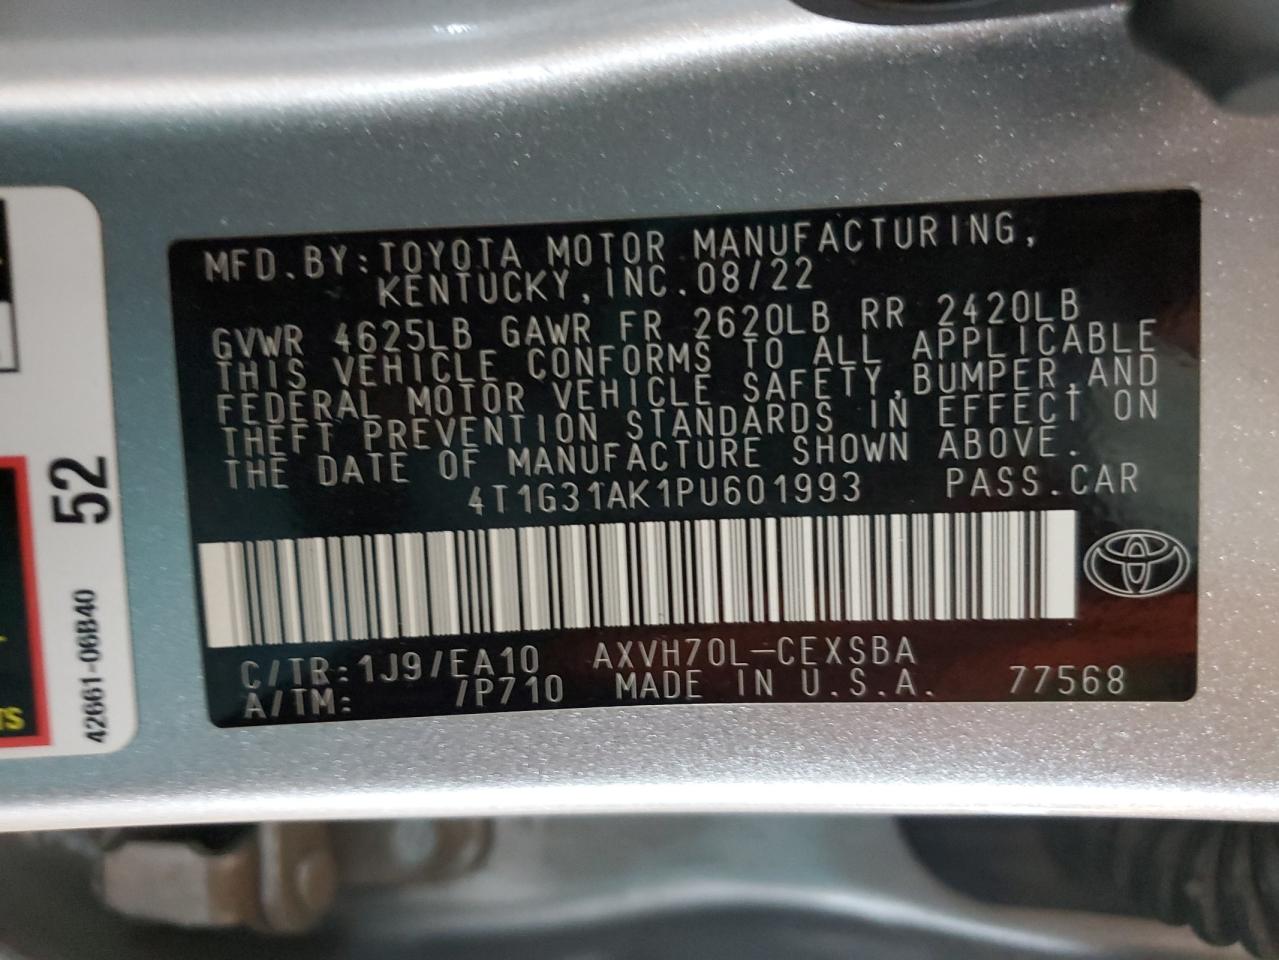 MFD.BY:TOYOTA MOTOR MANUFACTURING,
KENTUCKY,INC.08/22
GVWR 4625LB GAWR FR 2620LB RR 2420LB
THIS VEHICLE CONFORMS TO ALL APPLICABLE
FEDERAL MOTOR VEHICLE SAFETY,BUMPER,AND
THEFT PREVENTION STANDARDS IN EFFECT ON
THE DATE OF MANUFACTURE SHOWN ABOVE.
4T1G31AK1PU601993 PASS.CAR
C/TR:1J9/EA10 AXVH70L-CEXSBA
A/TM: /P710 MADE IN U.S.A. 77568
52
42661-06B40